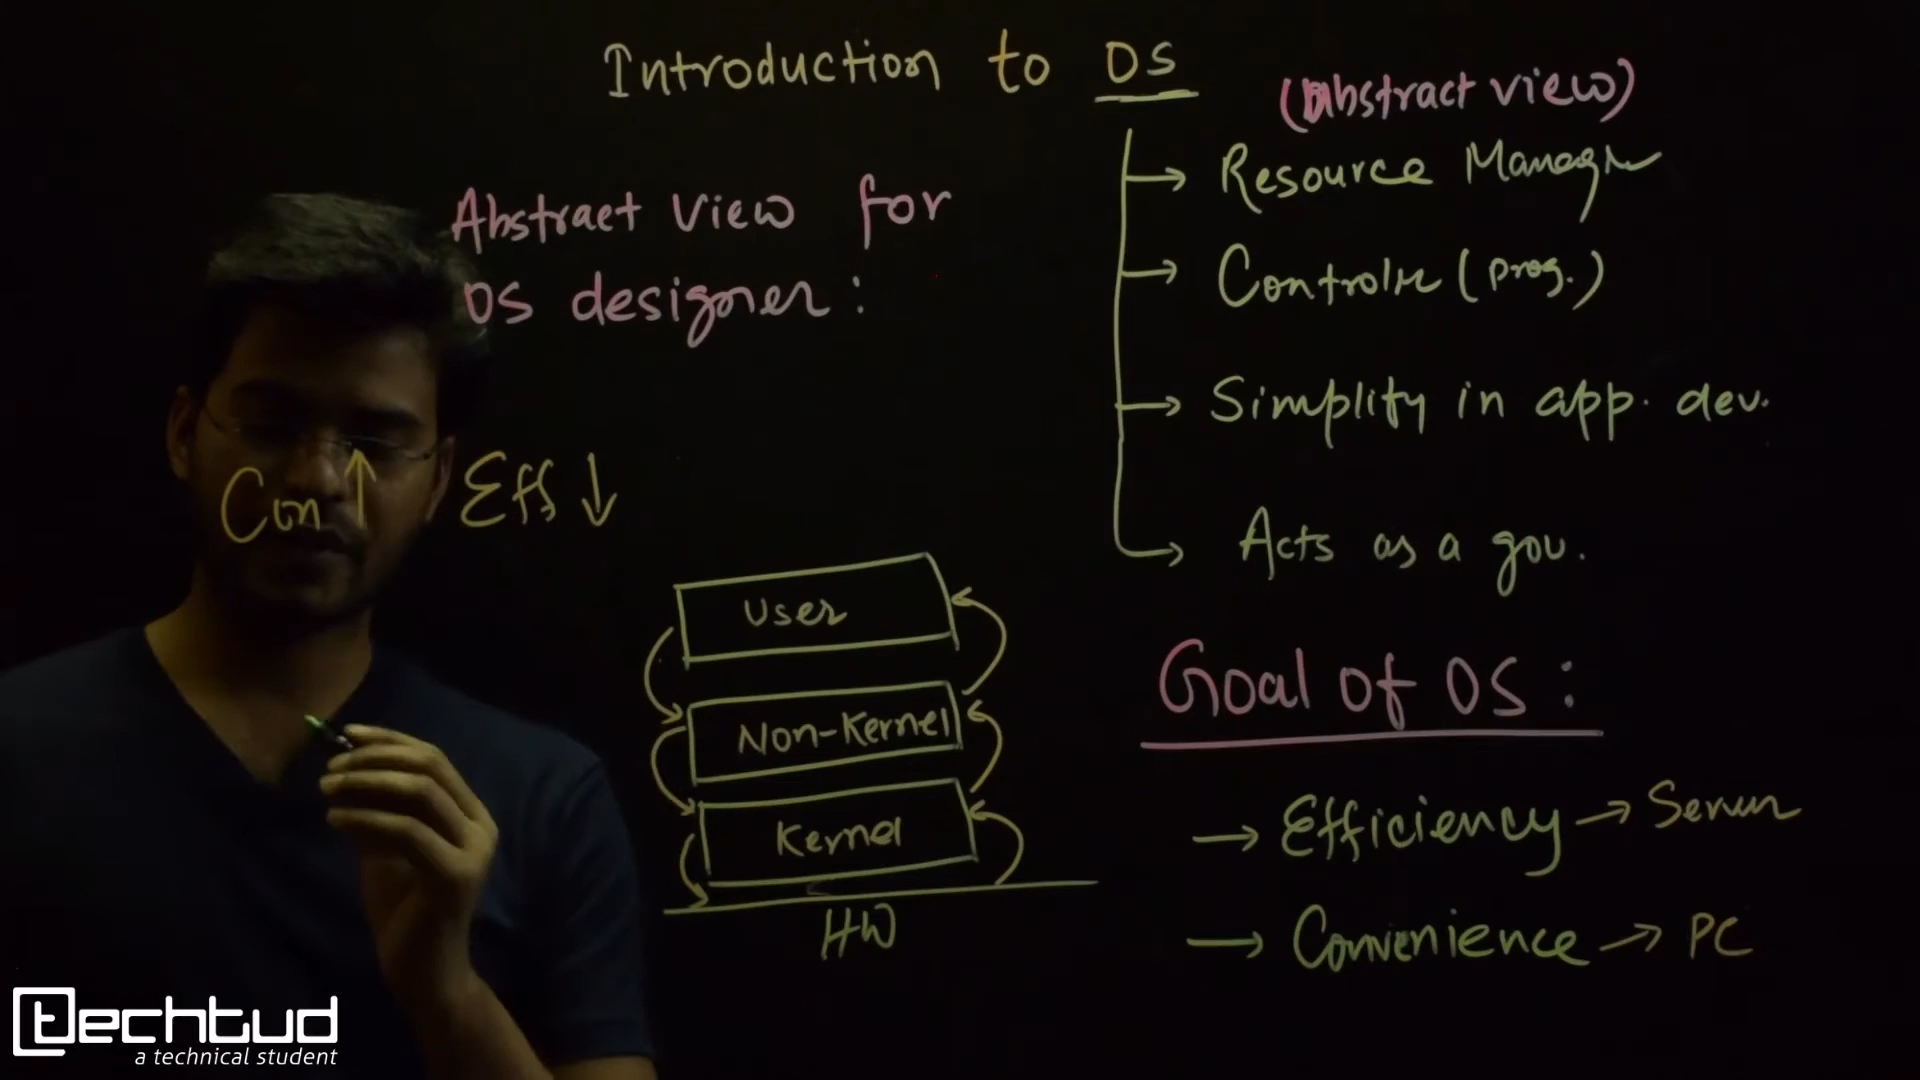 Introduction to OS
(Abstract view)
Resource Managr
Controlr (prog.)
Simplity in app. dev.
Acts as a gov.
Abstract view for
OS designer:
Con ↑ Eff ↓
User
Non-Kernel
Kernel
HW
Goal of OS:
→ Efficiency → Server
→ Convenience → PC
techtud
a technical student